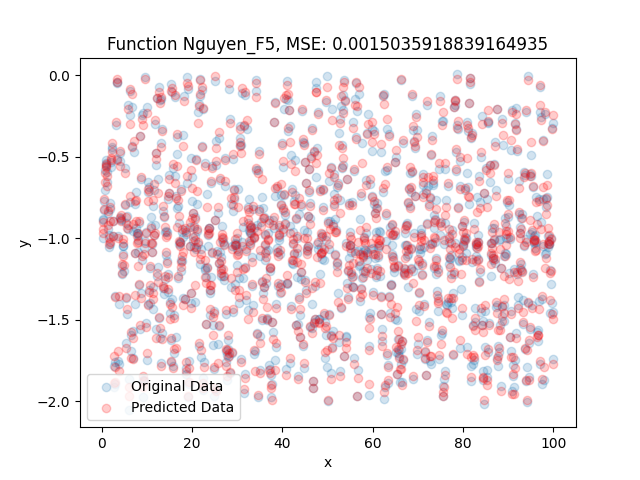 Function Nguyen_F5, MSE: 0.0015035918839164935
0.0
−0.5
−1.0
−1.5
−2.0
y
Original Data
Predicted Data
0 20 40 60 80 100
x